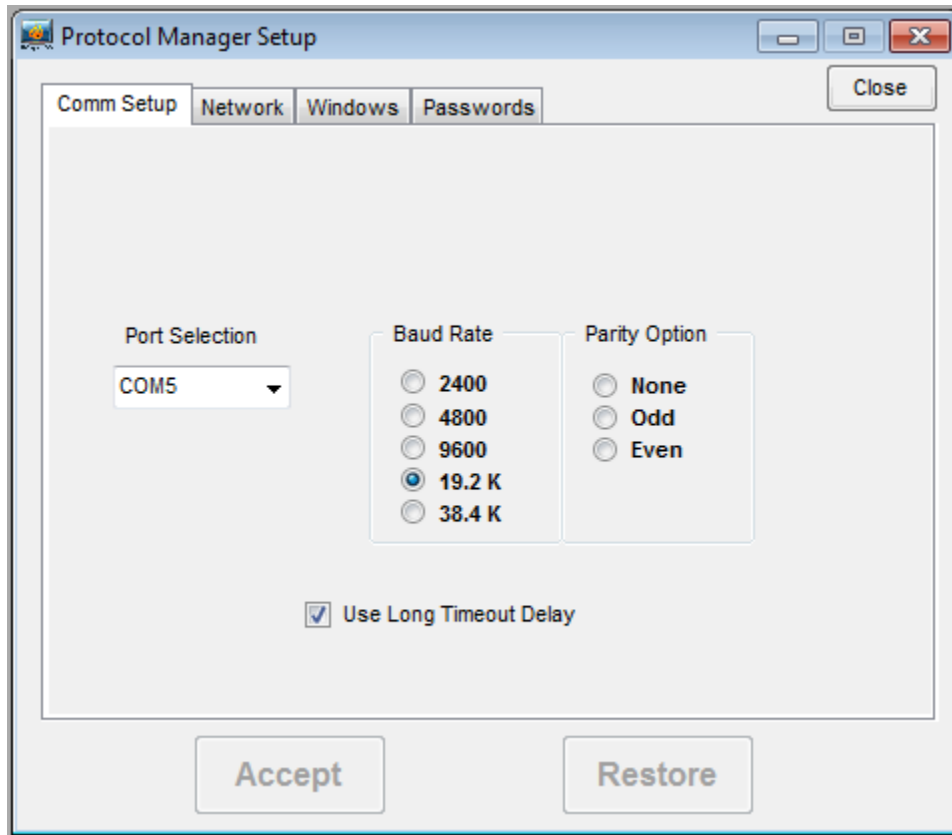 Protocol Manager Setup
Close
Comm Setup Network Windows Passwords
Port Selection
COM5
Baud Rate
2400
4800
9600
19.2 K
38.4 K
Parity Option
None
Odd
Even
Use Long Timeout Delay
Accept Restore